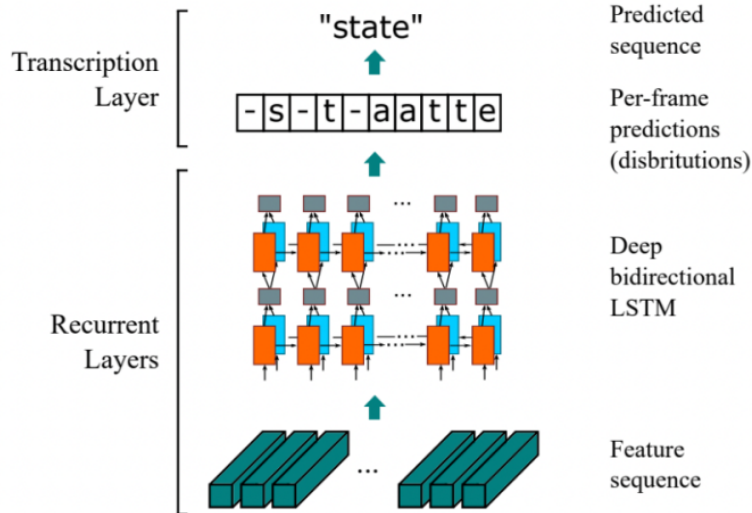 "state"
Predicted
sequence
Transcription
Layer
-s-t-aatte
Per-frame
predictions
(disbritutions)
...
Deep
bidirectional
LSTM
...
Recurrent
Layers
...
Feature
sequence